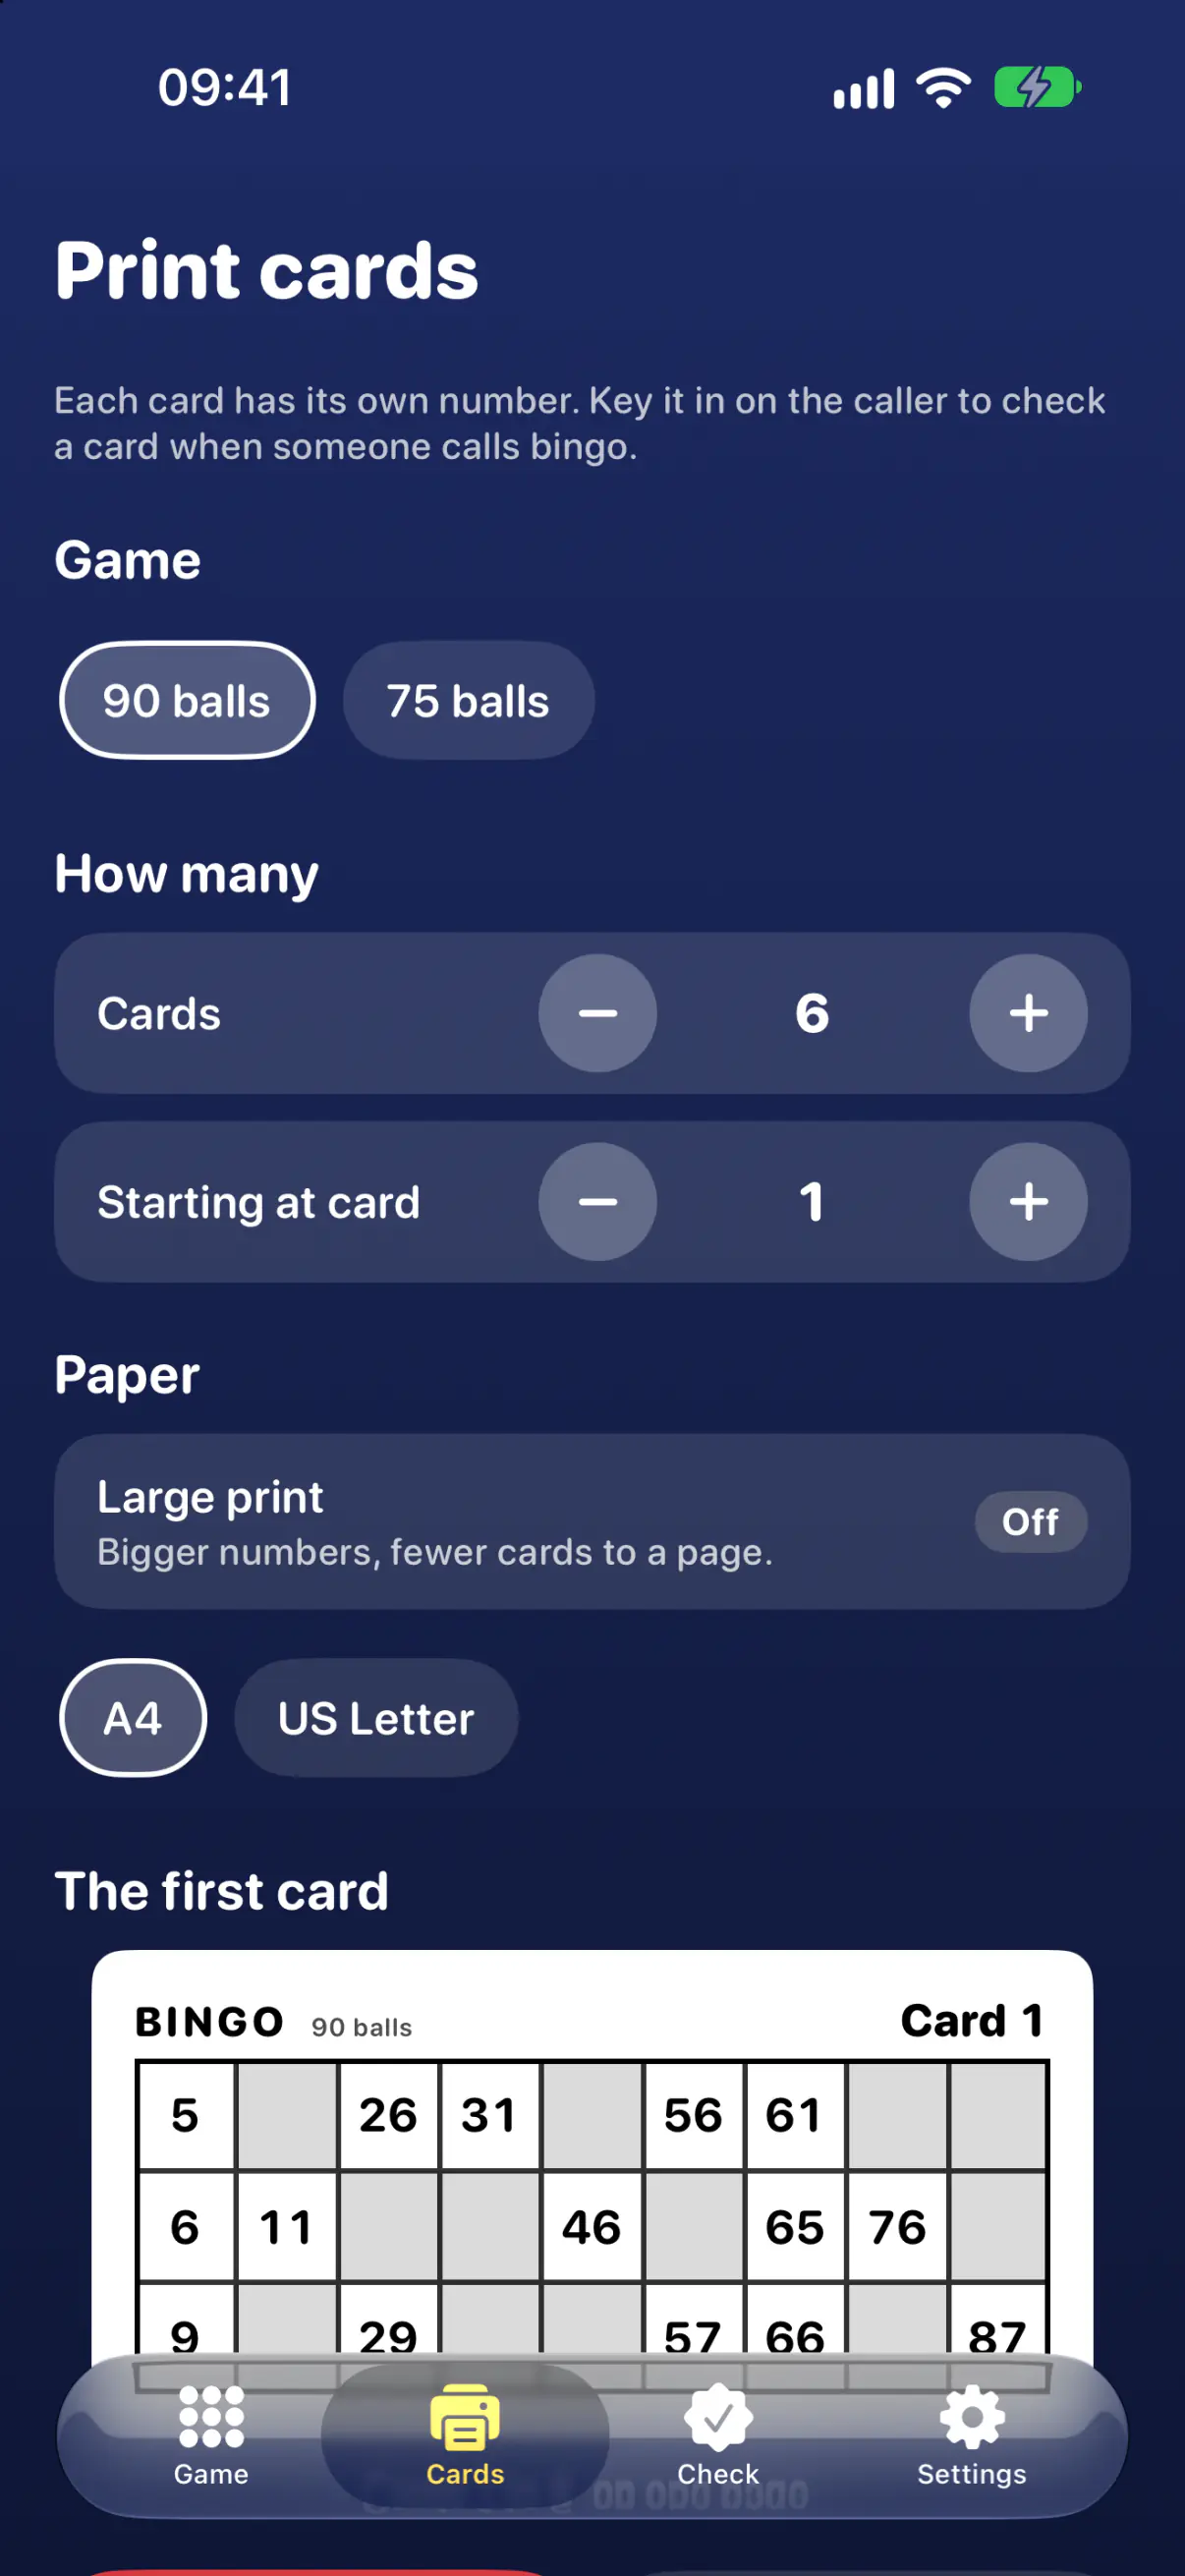 09:41
Print cards
Each card has its own number. Key it in on the caller to check
a card when someone calls bingo.
Game
90 balls 75 balls
How many
Cards − 6 +
Starting at card − 1 +
Paper
Large print
Bigger numbers, fewer cards to a page.
Off
A4 US Letter
The first card
BINGO 90 balls Card 1
5 26 31 56 61
6 11 46 65 76
9 29 57 66 87
Game Cards Check Settings